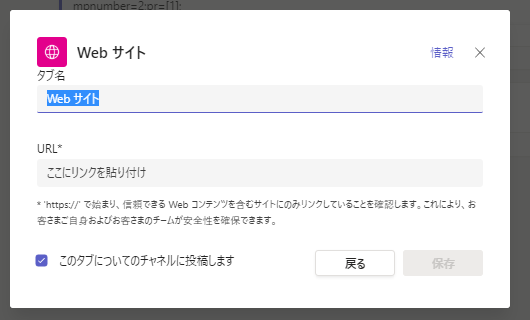 mpnumber=2;pr=[1];
Web サイト
情報
タブ名
Web サイト
URL*
ここにリンクを貼り付け
* 'https://' で始まり、信頼できる Web コンテンツを含むサイトにのみリンクしていることを確認します。これにより、お
客さまご自身およびお客さまのチームが安全性を確保できます。
このタブについてのチャネルに投稿します
戻る
保存